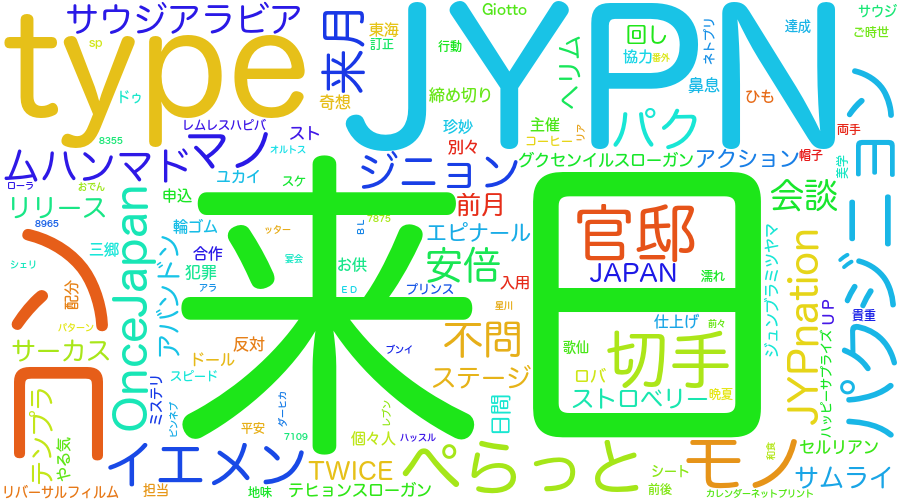 サウジアラビア
Giotto
サウジ
type
来月
JYPN
東海
訂正
行動
回し
協力
番外
ネトプリ
達成
ご時世
sp
ドゥ
奇想
締め切り
ヘリム
鼻息
ひも
8355
レムレスハピバ
スト
珍妙
主催
コーヒー
リア
パク
両手
マノ
オルトス
別々
グクセンイルスローガン
アクション
帽子
美学
パクジニョン
ムハンマド
ローラ
おでん
ユカイ
スケ
ジニョン
前月
官邸
会談
リリース
8965
申込
輪ゴム
来日
7875
ＢＬ
エピナール
JAPAN
濡れ
コン
シェリ
三郷
OnceJapan
アバンドン
合作
犯罪
アラ
ッター
宴会
お供
ＥＤ
安倍
プリンス
入用
星川
仕上げ
前々
ジュンブラミツヤマ
JYPnation
UP
貴重
配分
パターン
サーカス
反対
ドール
スピード
ブンイ
不問
ステージ
歌仙
切手
ロバ
ストロベリー
晩夏
ハッピーサプライズ
テンプラ
やる気
ミステリ
ピンネブ
平安
7109
ダーヒカ
個々人
レブン
ハッスル
日間
イエメン
TWICE
ぺらっと
モノ
和良
セルリアン
サムライ
リバーサルフィルム
担当
地味
テヒョンスローガン
シート
前後
カレンダーネットプリント